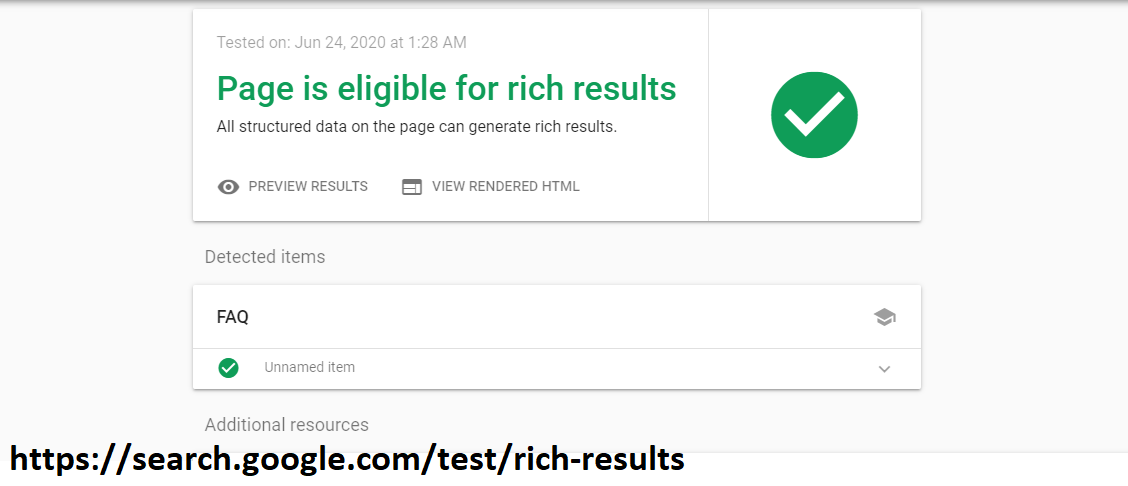 Tested on: Jun 24, 2020 at 1:28 AM
Page is eligible for rich results
All structured data on the page can generate rich results.
PREVIEW RESULTS VIEW RENDERED HTML
Detected items
FAQ
Unnamed item
Additional resources
https://search.google.com/test/rich-results